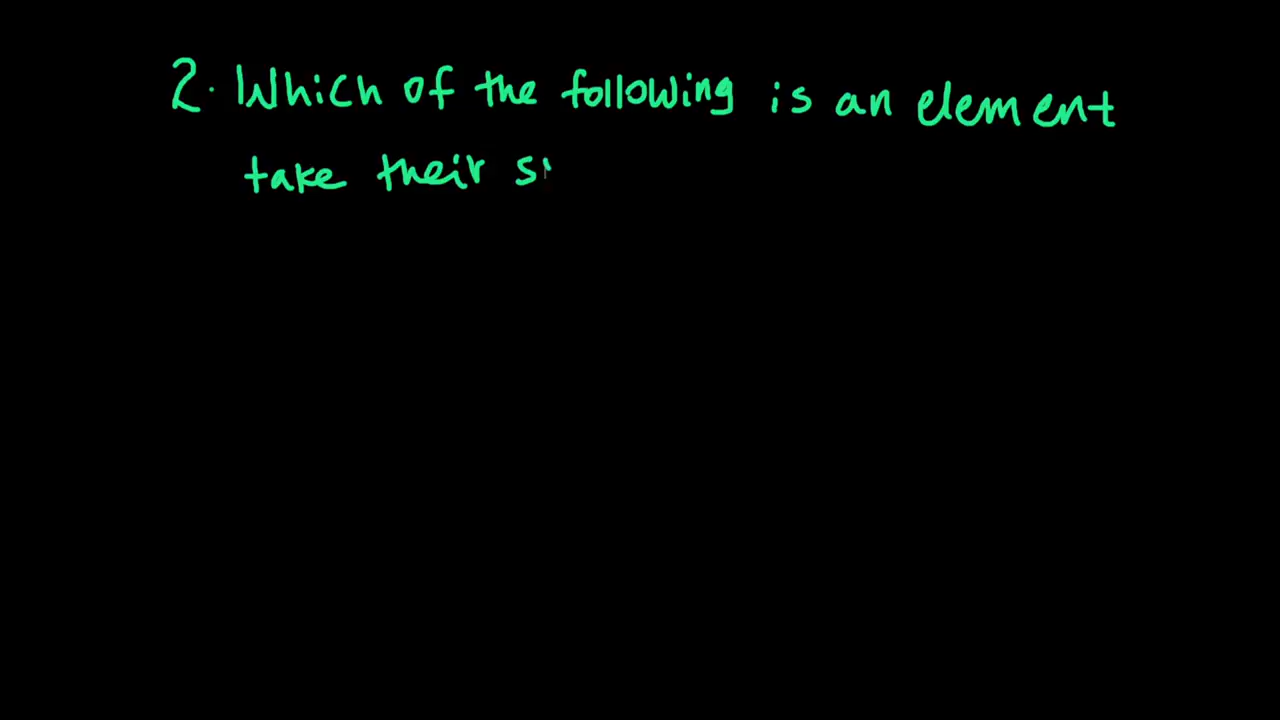 2. Which of the following is an element
take their